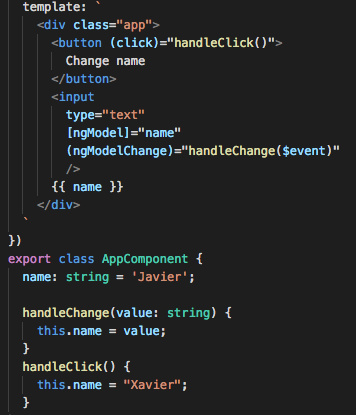 template: `
<div class="app">
<button (click)="handleClick()">
Change name
</button>
<input
type="text"
[ngModel]="name"
(ngModelChange)="handleChange($event)"
/>
{{ name }}
</div>
`
})
export class AppComponent {
name: string = 'Javier';
handleChange(value: string) {
this.name = value;
}
handleClick() {
this.name = "Xavier";
}